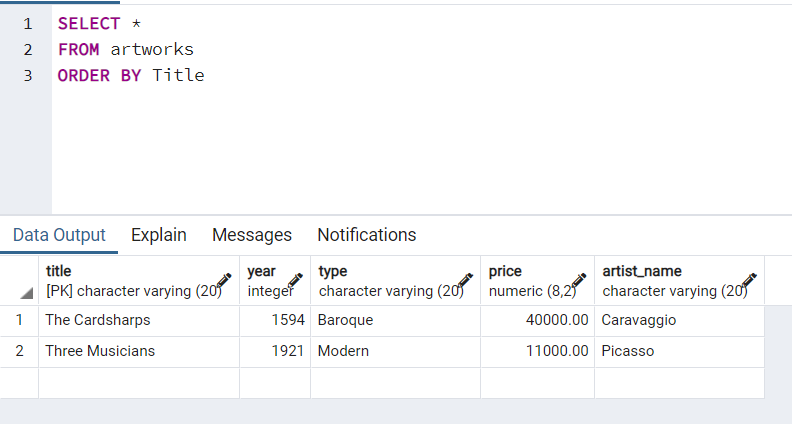 1 SELECT *
2 FROM artworks
3 ORDER BY Title
Data Output Explain Messages Notifications
title year type price artist_name
[PK] character varying (20) integer character varying (20) numeric (8,2) character varying (20)
1 The Cardsharps 1594 Baroque 40000.00 Caravaggio
2 Three Musicians 1921 Modern 11000.00 Picasso